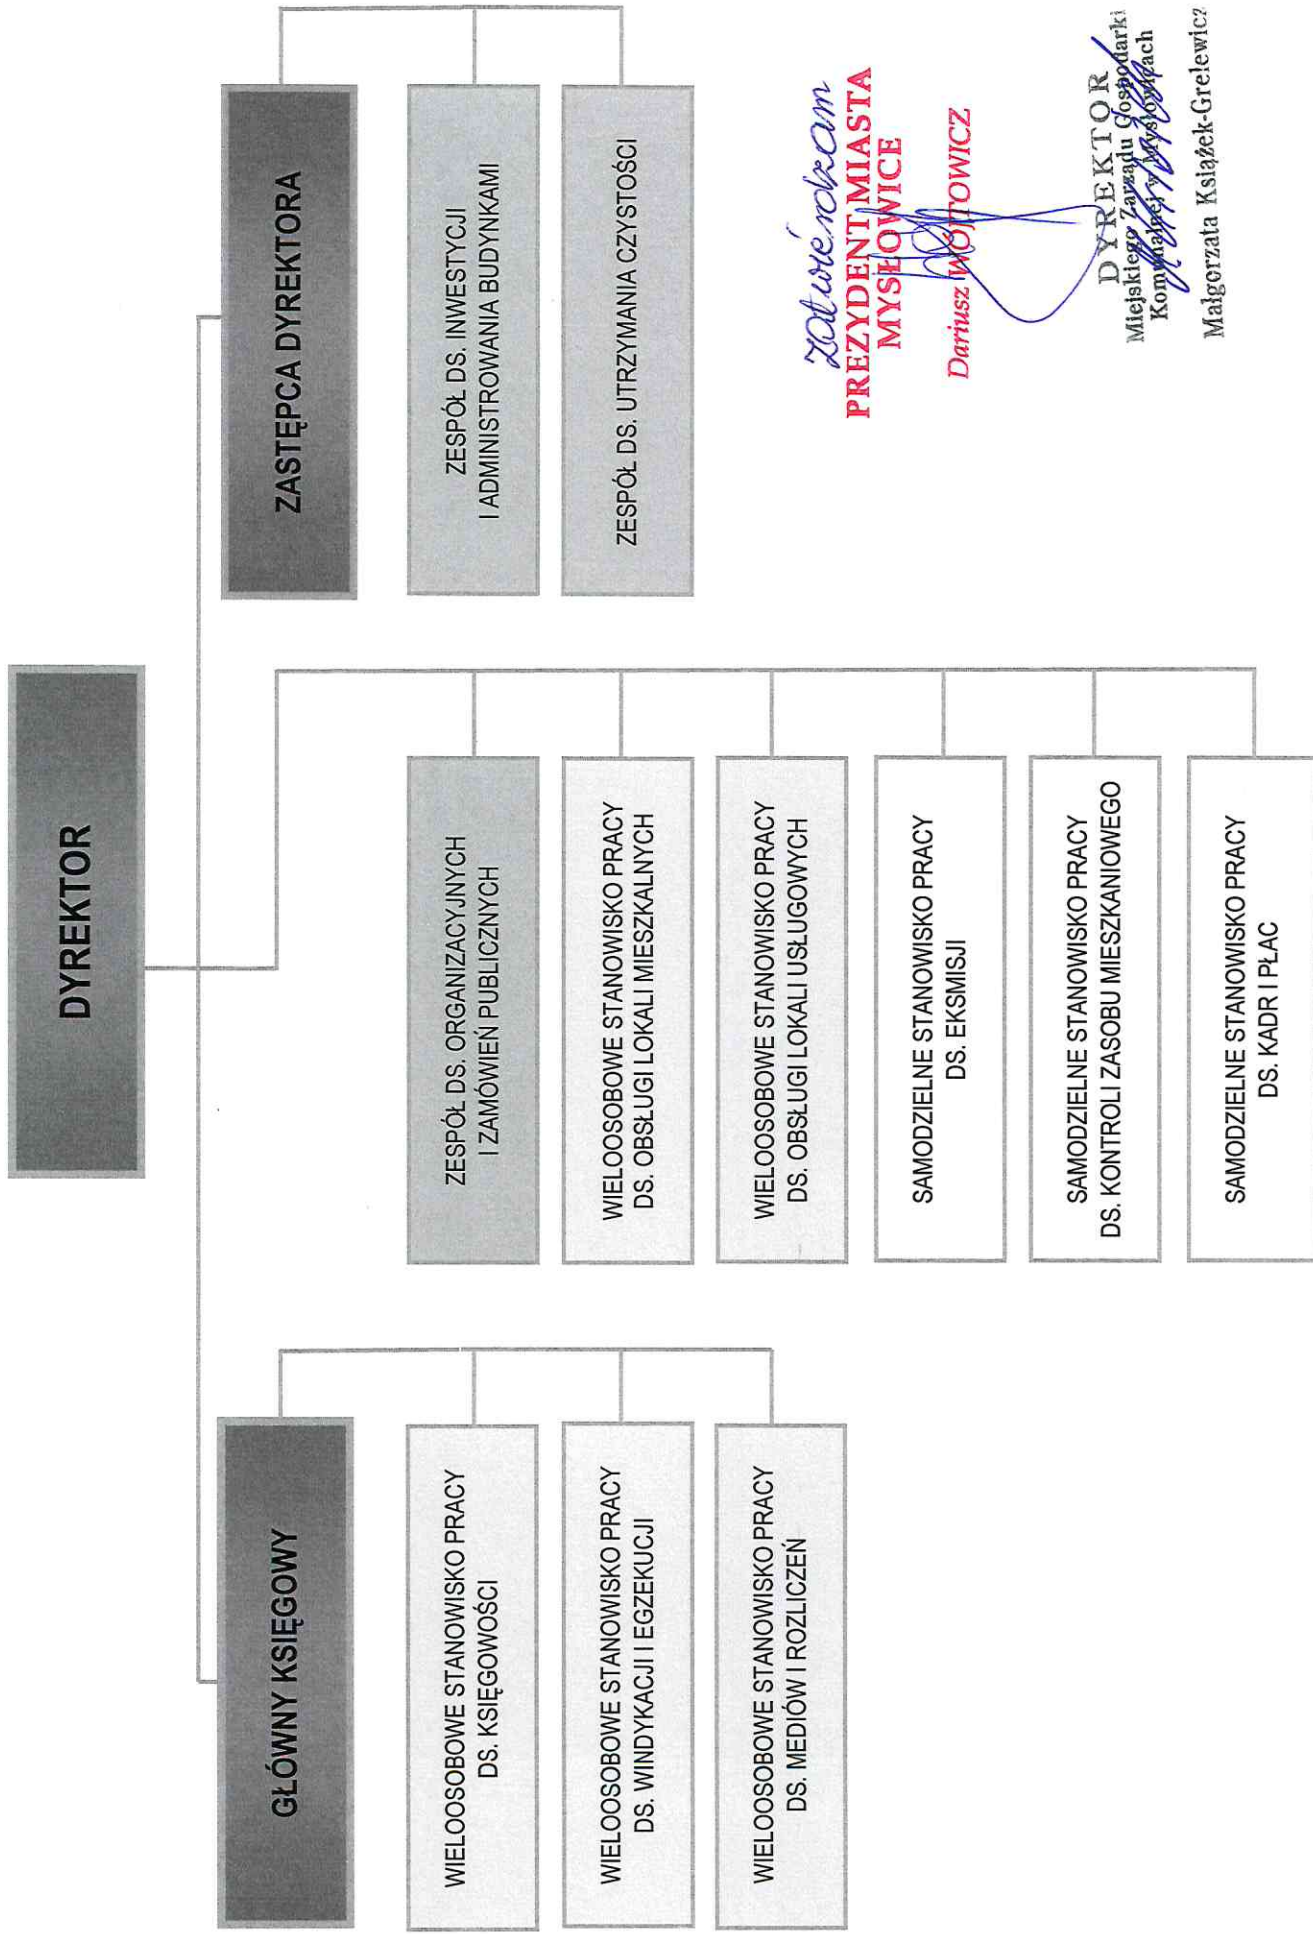 DYREKTOR
GŁÓWNY KSIĘGOWY
WIELOOSOBOWE STANOWISKO PRACY
DS. KSIĘGOWOŚCI
WIELOOSOBOWE STANOWISKO PRACY
DS. WINDYKACJI I EGZEKUCJI
WIELOOSOBOWE STANOWISKO PRACY
DS. MEDIÓW I ROZLICZEŃ
ZESPÓŁ DS. ORGANIZACYJNYCH
I ZAMÓWIEŃ PUBLICZNYCH
WIELOOSOBOWE STANOWISKO PRACY
DS. OBSŁUGI LOKALI MIESZKALNYCH
WIELOOSOBOWE STANOWISKO PRACY
DS. OBSŁUGI LOKALI USŁUGOWYCH
SAMODZIELNE STANOWISKO PRACY
DS. EKSMISJI
SAMODZIELNE STANOWISKO PRACY
DS. KONTROLI ZASOBU MIESZKANIOWEGO
SAMODZIELNE STANOWISKO PRACY
DS. KADR I PŁAC
ZASTĘPCA DYREKTORA
ZESPÓŁ DS. INWESTYCJI
I ADMINISTROWANIA BUDYNKAMI
ZESPÓŁ DS. UTRZYMANIA CZYSTOŚCI
Zatwierdzam
PREZYDENT MIASTA
MYSŁOWICE
Dariusz WÓJTOWICZ
DYREKTOR
Miejskiego Zarządu Gospodarki
Komunalnej w Mysłowicach
Małgorzata Książek-Grelewicz